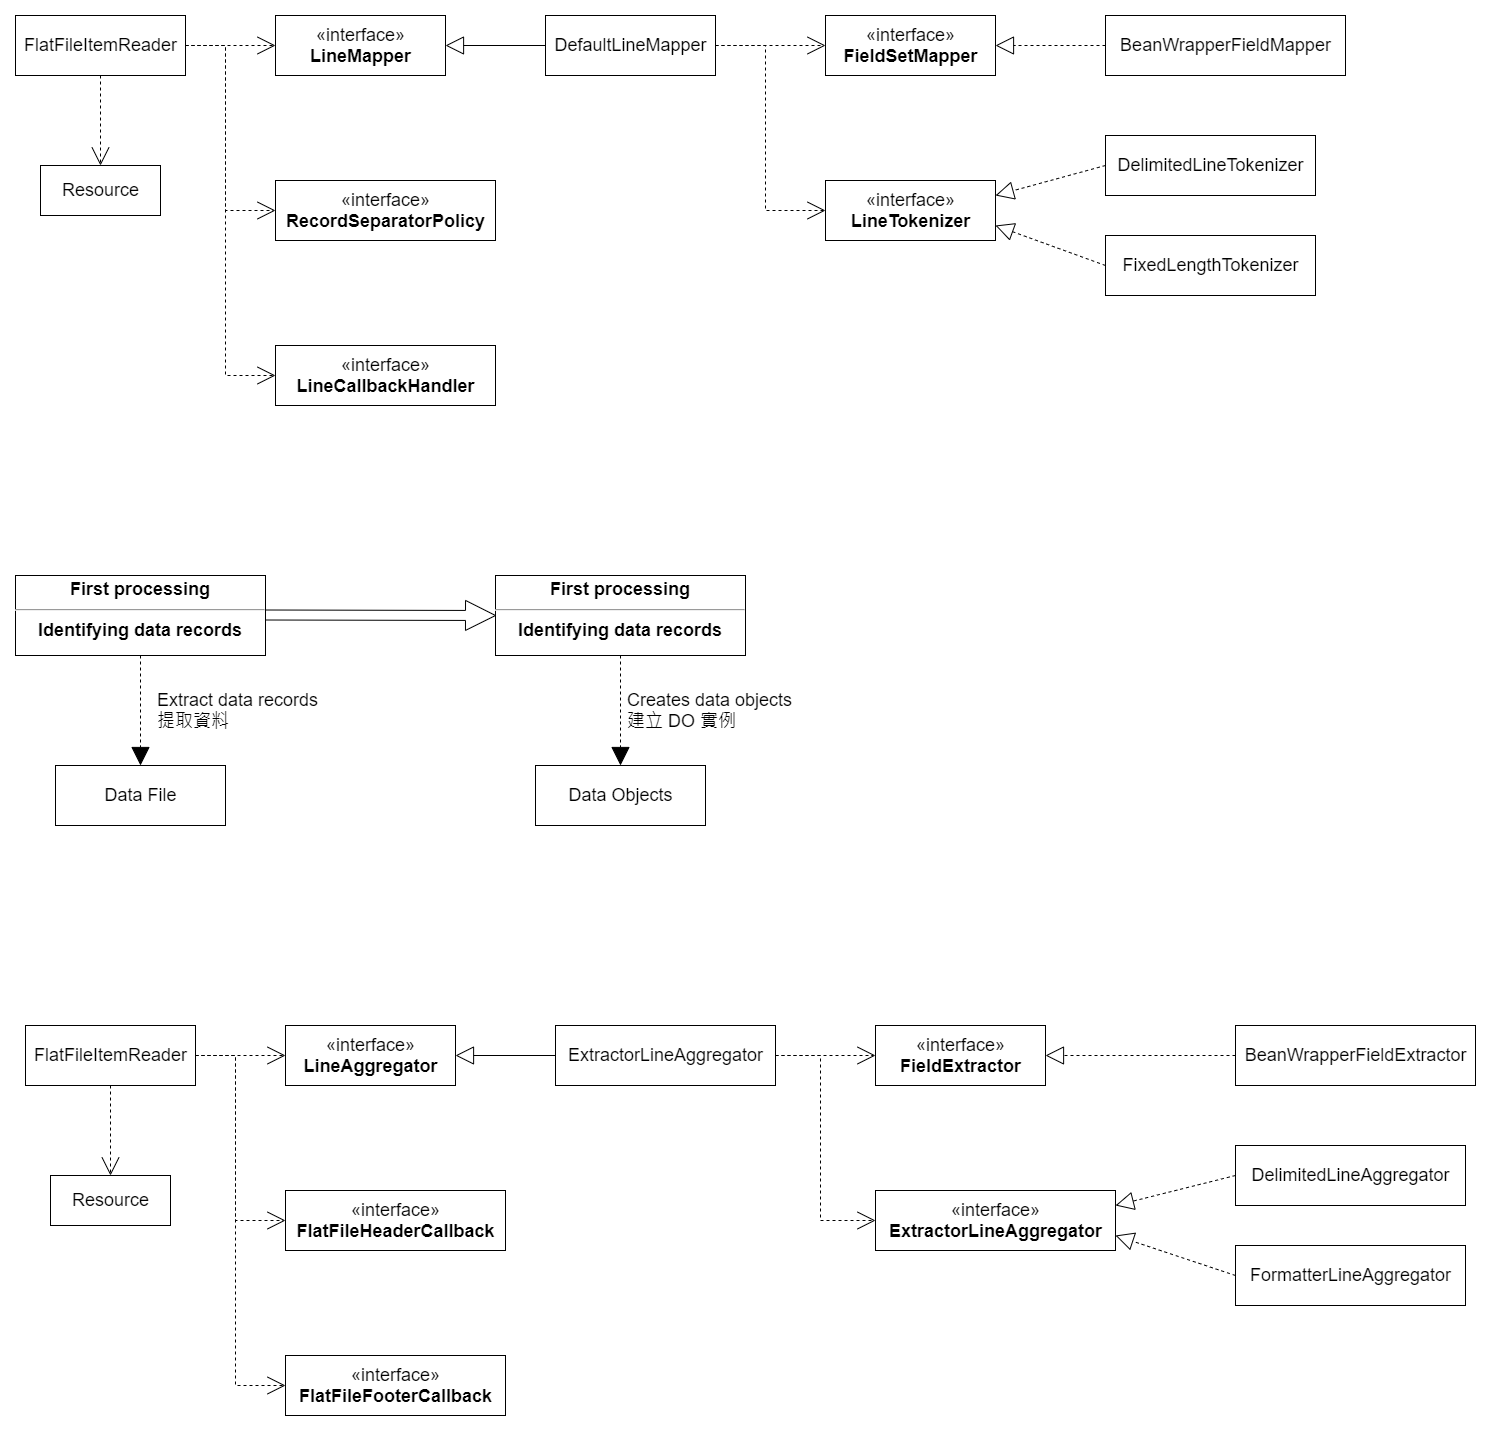 FlatFileItemReader
«interface»
LineMapper
DefaultLineMapper
«interface»
FieldSetMapper
BeanWrapperFieldMapper
Resource
«interface»
RecordSeparatorPolicy
«interface»
LineTokenizer
DelimitedLineTokenizer
FixedLengthTokenizer
«interface»
LineCallbackHandler
First processing
Identifying data records
First processing
Identifying data records
Extract data records
提取資料
Creates data objects
建立 DO 實例
Data File
Data Objects
FlatFileItemReader
«interface»
LineAggregator
ExtractorLineAggregator
«interface»
FieldExtractor
BeanWrapperFieldExtractor
Resource
«interface»
FlatFileHeaderCallback
«interface»
ExtractorLineAggregator
DelimitedLineAggregator
FormatterLineAggregator
«interface»
FlatFileFooterCallback